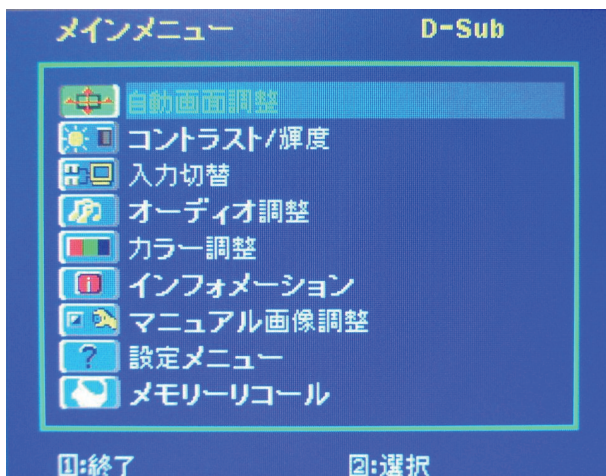 メインメニュー D-Sub
自動画面調整
コントラスト/輝度
入力切替
オーディオ調整
カラー調整
インフォメーション
マニュアル画像調整
設定メニュー
メモリーリコール
1:終了 2:選択